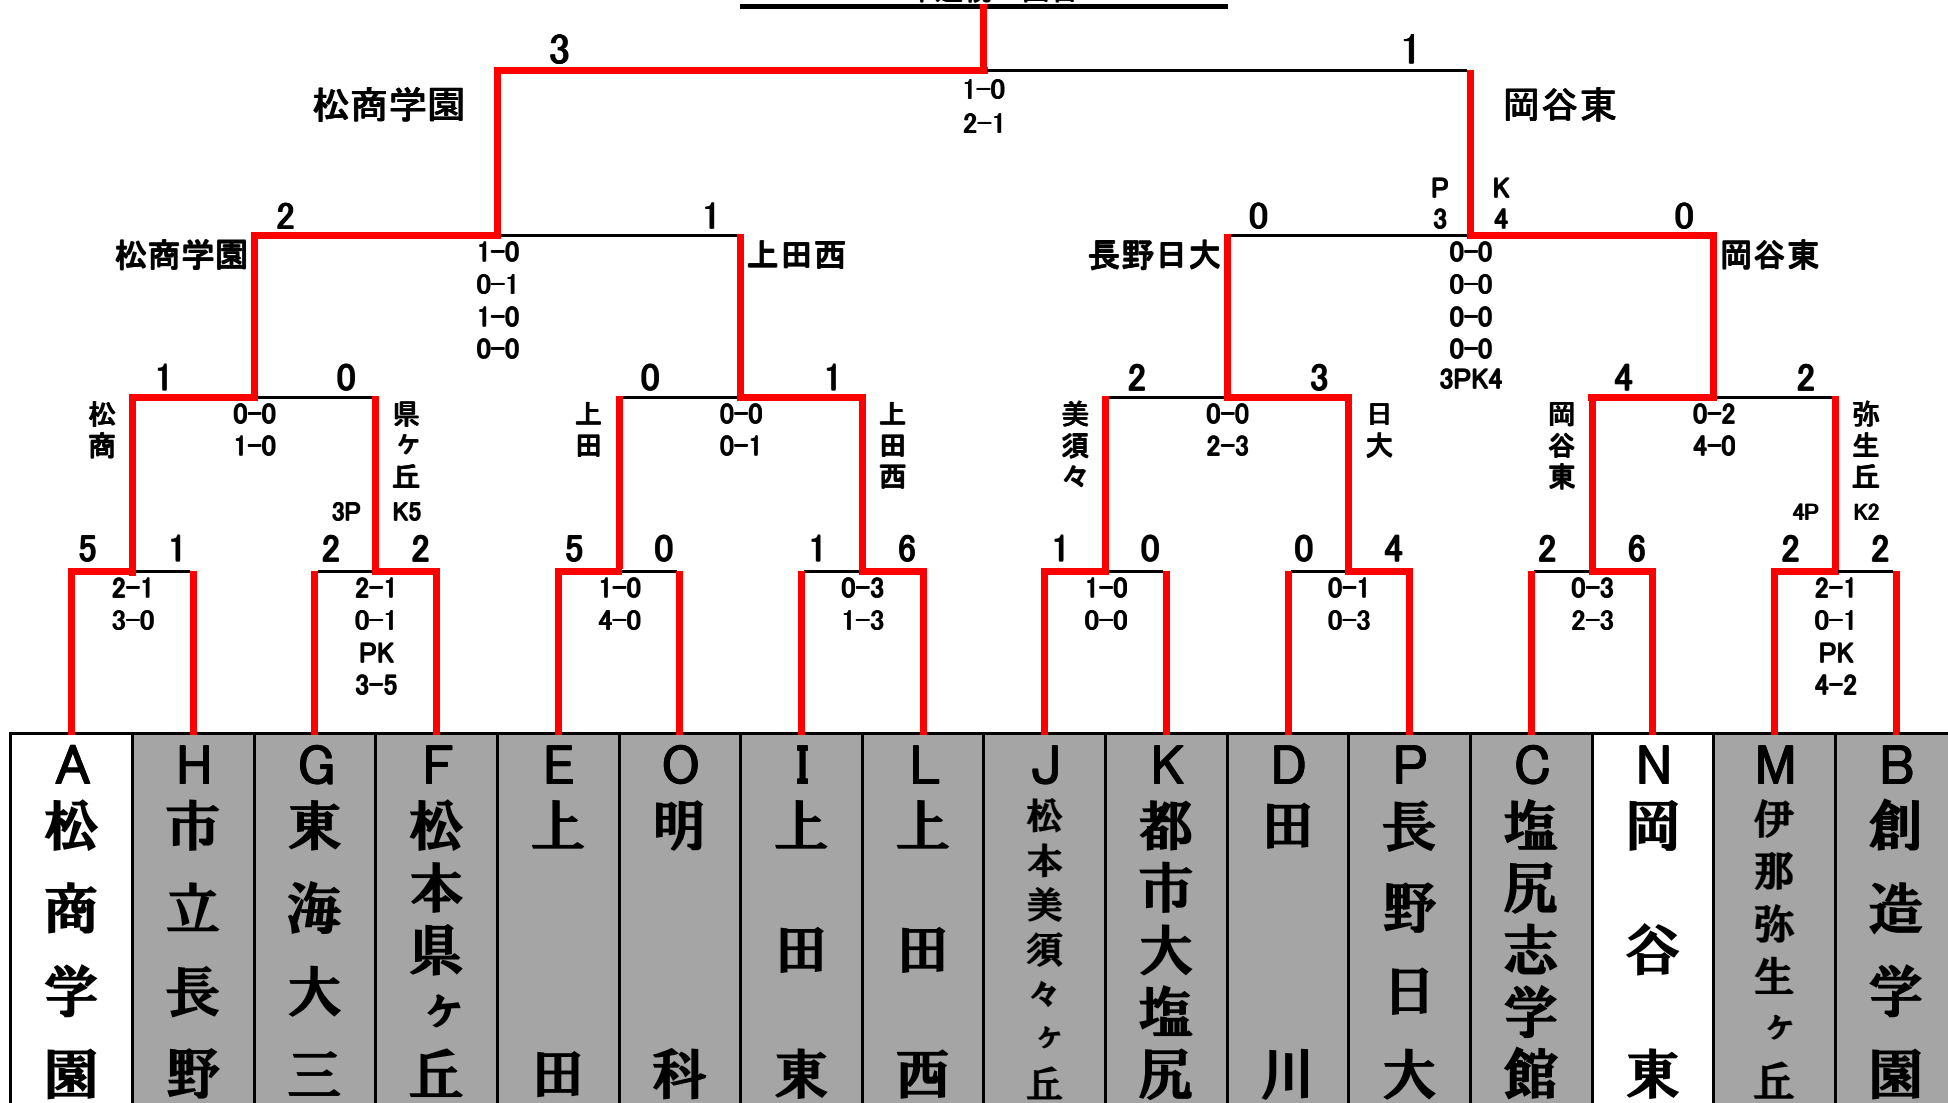 3 1
松商学園 岡谷東
1-0
2-1
P K
2 1 0 3 4 0
松商学園 上田西 長野日大 岡谷東
1-0 0-0
0-1 0-0
1-0 0-0
0-0 0-0
1 0 0 1 2 3 3PK4 4 2
松商 0-0 県ケ丘 上田 0-0 上田西 美須々 0-0 日大 岡谷東 0-2 弥生丘
1-0 0-1 2-3 4-0
3P K5 4P K2
5 1 2 2 5 0 1 6 1 0 0 4 2 6 2 2
2-1 2-1 1-0 0-3 1-0 0-1 0-3 2-1
3-0 0-1 4-0 1-3 0-0 0-3 2-3 0-1
PK PK
3-5 4-2
A H G F E O I L J K D P C N M B
松商学園
市立長野
東海大三
松本県ケ丘
上田
明科
上田東
上田西
松本美須々ヶ丘
都市大塩尻
田川
長野日大
塩尻志学館
岡谷東
伊那弥生ヶ丘
創造学園